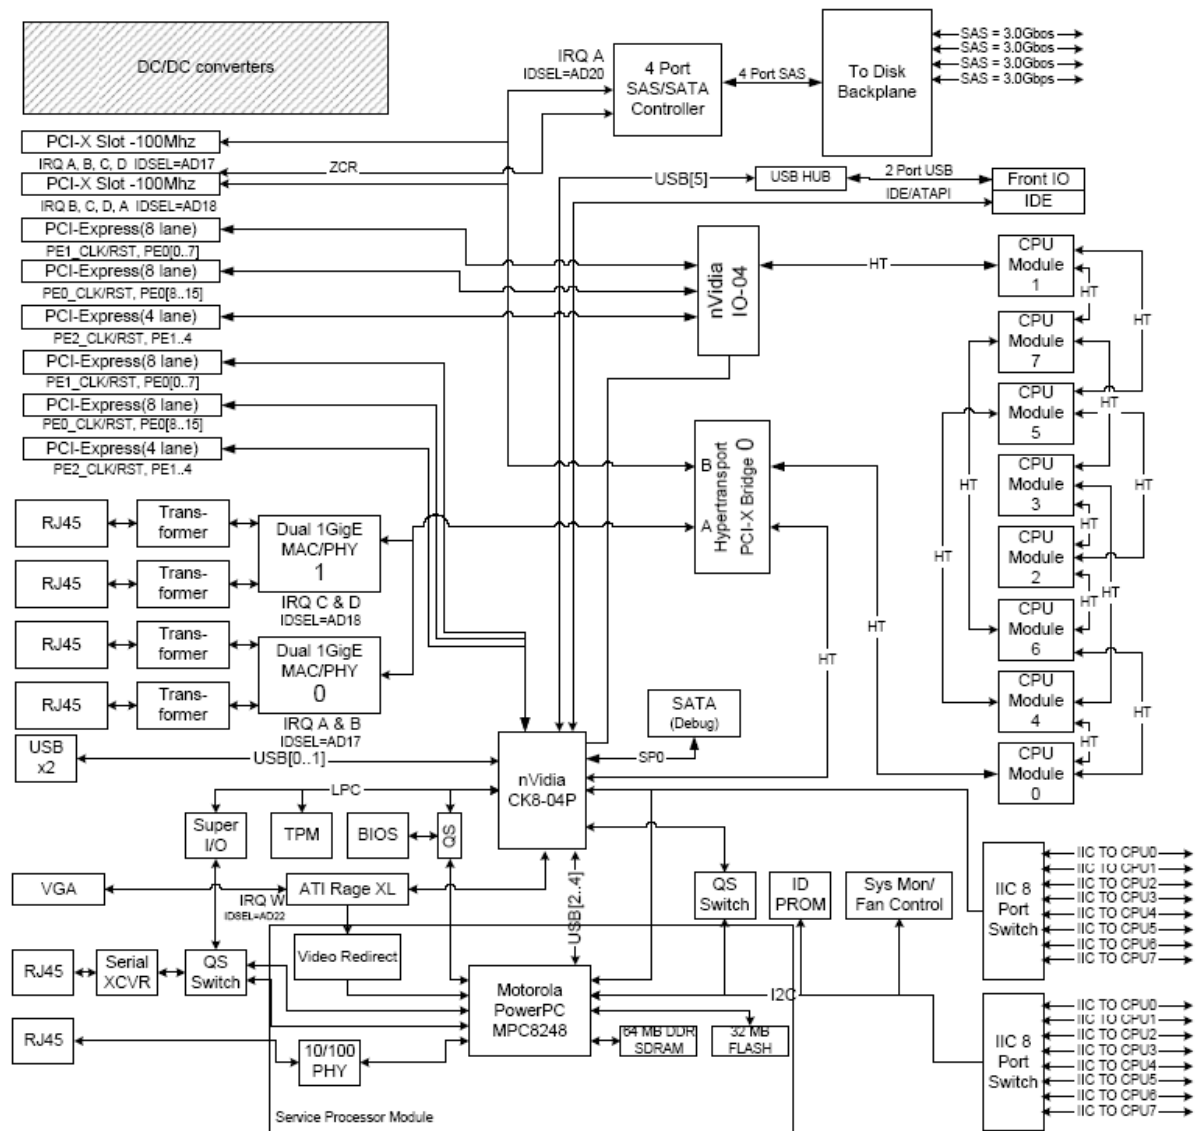 DC/DC converters
IRQ A
IDSEL=AD20
4 Port
SAS/SATA
Controller
4 Port SAS
To Disk
Backplane
SAS = 3.0Gbps
SAS = 3.0Gbps
SAS = 3.0Gbps
SAS = 3.0Gbps
PCI-X Slot -100Mhz
IRQ A, B, C, D IDSEL=AD17
ZCR
PCI-X Slot -100Mhz
IRQ B, C, D, A IDSEL=AD18
PCI-Express(8 lane)
PE1_CLK/RST, PE0[0..7]
PCI-Express(8 lane)
PE0_CLK/RST, PE0[8..15]
PCI-Express(4 lane)
PE2_CLK/RST, PE1..4
PCI-Express(8 lane)
PE1_CLK/RST, PE0[0..7]
PCI-Express(8 lane)
PE0_CLK/RST, PE0[8..15]
PCI-Express(4 lane)
PE2_CLK/RST, PE1..4
USB[5]
USB HUB
2 Port USB
IDE/ATAPI
Front IO
IDE
nVidia
IO-04
HT
CPU
Module
1
HT
HT
CPU
Module
7
CPU
Module
5
HT
CPU
Module
3
HT
HT
CPU
Module
2
HT
HT
HT
CPU
Module
6
HT
CPU
Module
4
HT
HT
CPU
Module
0
B
A
Hypertransport
PCI-X Bridge 0
HT
HT
RJ45
Trans-
former
Dual 1GigE
MAC/PHY
1
IRQ C & D
IDSEL=AD18
RJ45
Trans-
former
RJ45
Trans-
former
Dual 1GigE
MAC/PHY
0
IRQ A & B
IDSEL=AD17
RJ45
Trans-
former
USB
x2
USB[0..1]
SATA
(Debug)
SP0
nVidia
CK8-04P
LPC
Super
I/O
TPM
BIOS
QS
VGA
IRQ W
IDSEL=AD22
ATI Rage XL
USB[2..4]
QS
Switch
ID
PROM
Sys Mon/
Fan Control
IIC 8
Port
Switch
IIC TO CPU0
IIC TO CPU1
IIC TO CPU2
IIC TO CPU3
IIC TO CPU4
IIC TO CPU5
IIC TO CPU6
IIC TO CPU7
RJ45
Serial
XCVR
QS
Switch
Video Redirect
Motorola
PowerPC
MPC8248
I2C
64 MB DDR
SDRAM
32 MB
FLASH
RJ45
10/100
PHY
Service Processor Module
IIC 8
Port
Switch
IIC TO CPU0
IIC TO CPU1
IIC TO CPU2
IIC TO CPU3
IIC TO CPU4
IIC TO CPU5
IIC TO CPU6
IIC TO CPU7